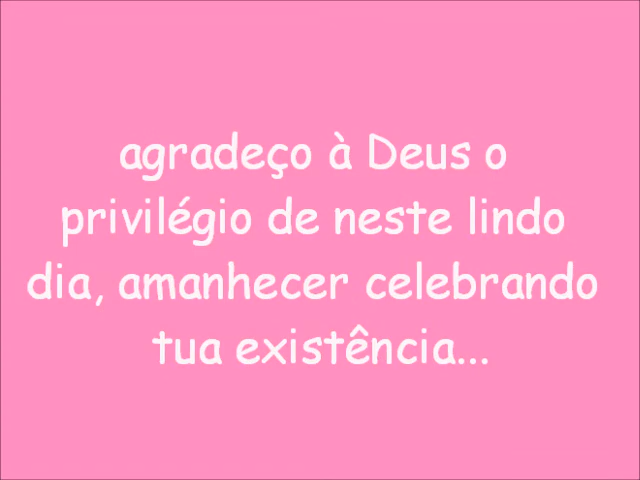 agradeço à Deus o
privilégio de neste lindo
dia, amanhecer celebrando
tua existência...